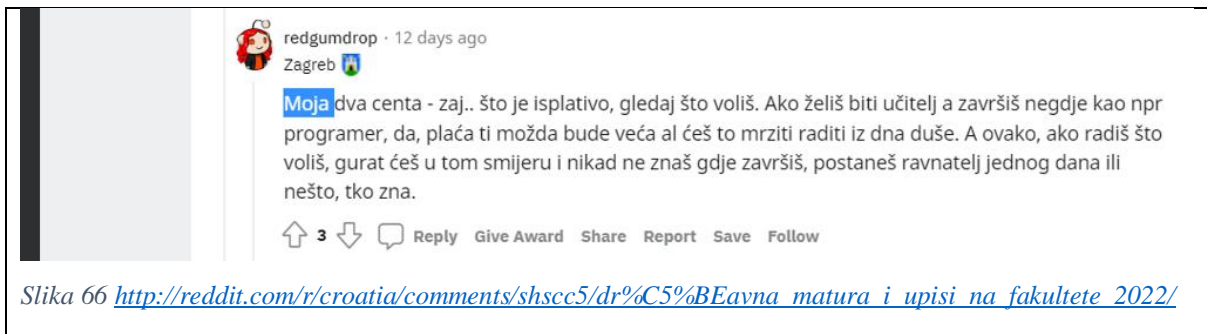 redgumdrop · 12 days ago
Zagreb
Moja dva centa - zaj.. što je isplativo, gledaj što voliš. Ako želiš biti učitelj a završiš negdje kao npr
programer, da, plaća ti možda bude veća al ćeš to mrziti raditi iz dna duše. A ovako, ako radiš što
voliš, gurat ćeš u tom smijeru i nikad ne znaš gdje završiš, postaneš ravnatelj jednog dana ili
nešto, tko zna.
3 Reply Give Award Share Report Save Follow
Slika 66 http://reddit.com/r/croatia/comments/shscc5/dr%C5%BEavna_matura_i_upisi_na_fakultete_2022/